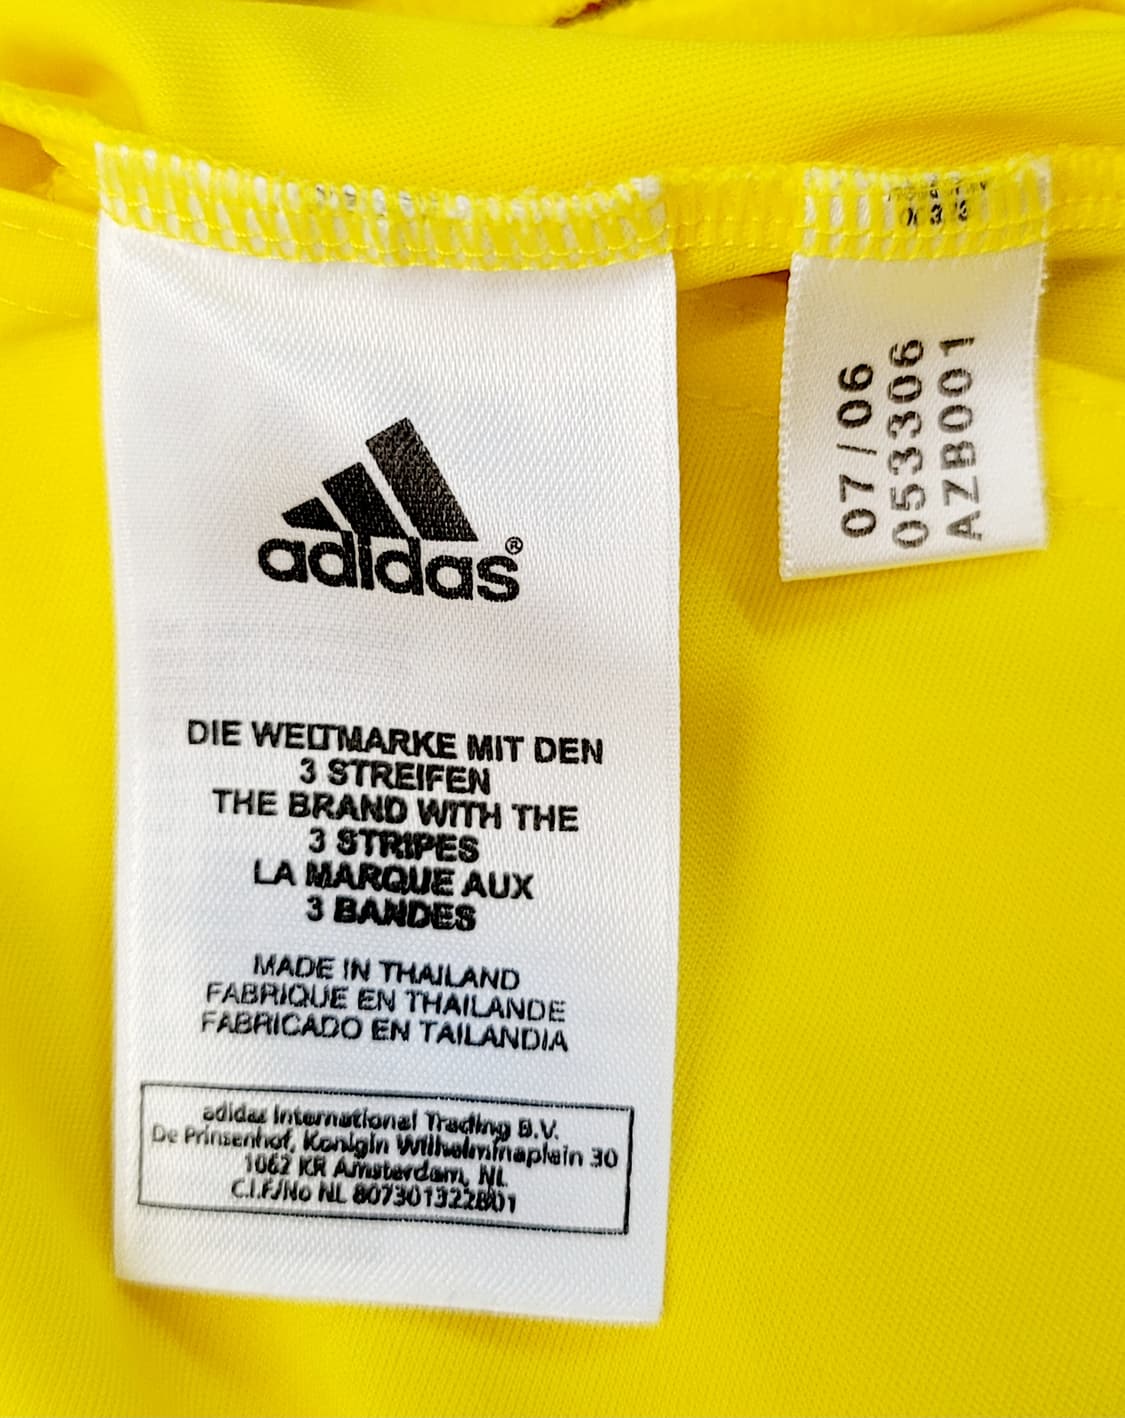 adidas®
DIE WELTMARKE MIT DEN
3 STREIFEN
THE BRAND WITH THE
3 STRIPES
LA MARQUE AUX
3 BANDES
MADE IN THAILAND
FABRIQUE EN THAILANDE
FABRICADO EN TAILANDIA
adidas International Trading B.V.
De Prinsenhof, Konigin Wilhelminaplein 30
1062 KR Amsterdam, NL
C.I.F/No NL 807301322B01
07/06
053306
AZB001